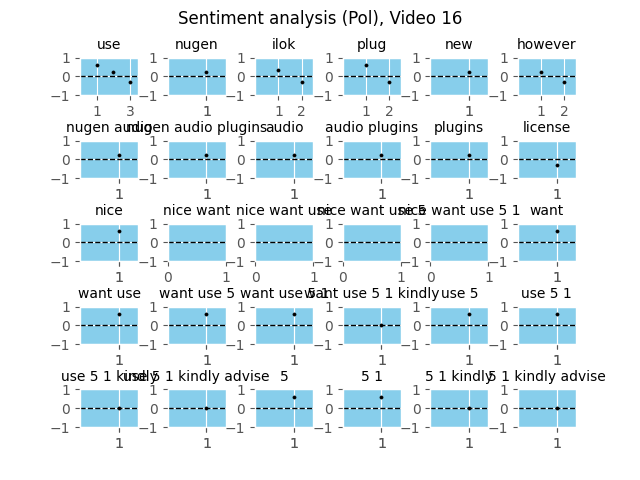 Sentiment analysis (Pol), Video 16
use nugen ilok plug new however
1 0 −1 1 0 −1 1 0 −1 1 0 −1 1 0 −1 1 0 −1
1 3 1 1 2 1 2 1 1 2
nugen audio nugen audio plugins audio audio plugins plugins license
1 0 −1 1 0 −1 1 0 −1 1 0 −1 1 0 −1 1 0 −1
1 1 1 1 1 1
nice nice want nice want use nice want use 5 nice want use 5 1 want
1 0 −1 1 0 −1 1 0 −1 1 0 −1 1 0 −1 1 0 −1
1 0 1 0 1 0 1 0 1 1
want use want use 5 want use 5 1 want use 5 1 kindly use 5 use 5 1
1 0 −1 1 0 −1 1 0 −1 1 0 −1 1 0 −1 1 0 −1
1 1 1 1 1 1
use 5 1 kindly use 5 1 kindly advise 5 5 1 5 1 kindly 5 1 kindly advise
1 0 −1 1 0 −1 1 0 −1 1 0 −1 1 0 −1 1 0 −1
1 1 1 1 1 1